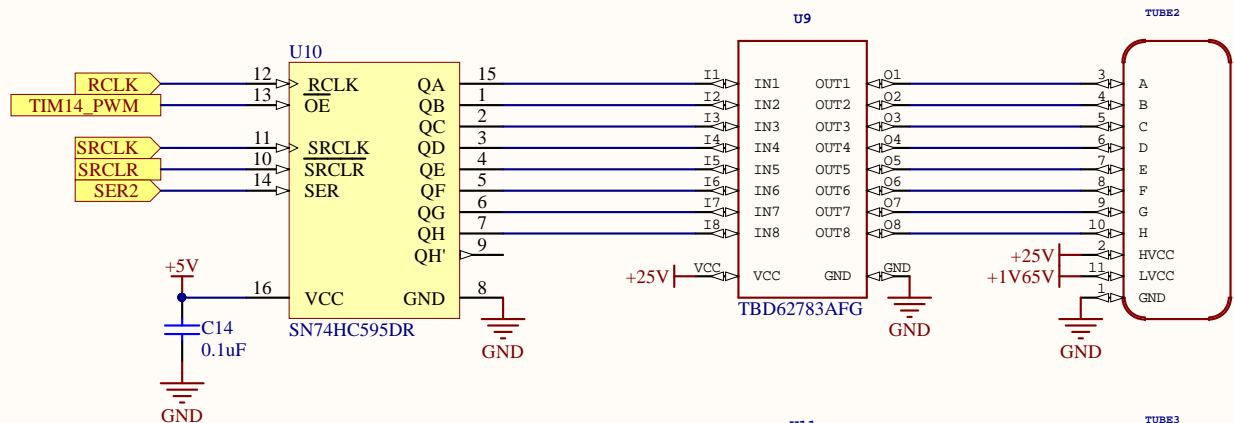 TUBE2
U9
U10
RCLK 12 RCLK QA 15 I1 IN1 OUT1 O1 3 A
TIM14_PWM 13 OE QB 1 I2 IN2 OUT2 O2 4 B
QC 2 I3 IN3 OUT3 O3 5 C
SRCLK 11 SRCLK QD 3 I4 IN4 OUT4 O4 6 D
SRCLR 10 SRCLR QE 4 I5 IN5 OUT5 O5 7 E
SER2 14 SER QF 5 I6 IN6 OUT6 O6 8 F
QG 6 I7 IN7 OUT7 O7 9 G
QH 7 I8 IN8 OUT8 O8 10 H
QH' 9 +25V 2 HVCC
+5V +25V VCC VCC GND GND +1V65V 11 LVCC
16 VCC GND 8 1 GND
SN74HC595DR TBD62783AFG
C14
0.1uF
GND GND GND
GND
TUBE3